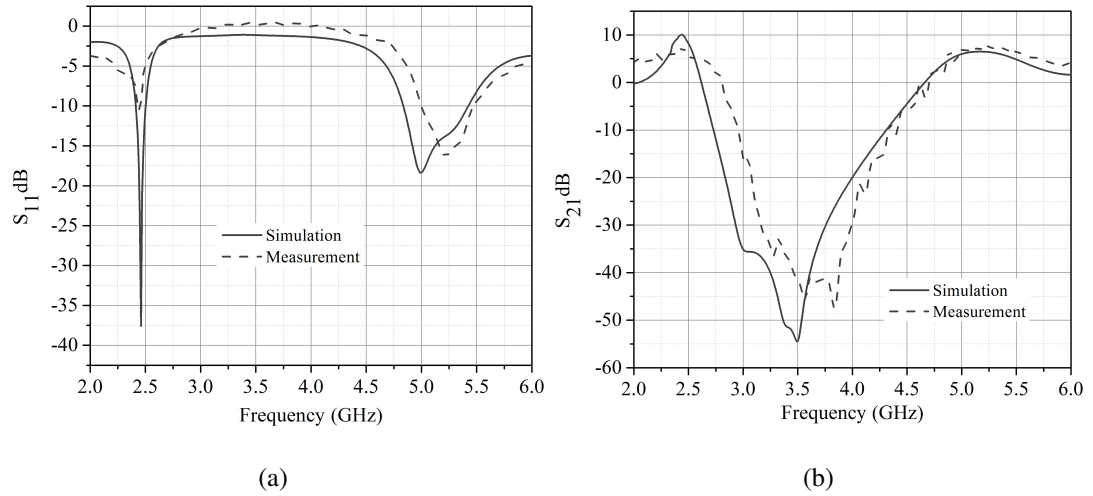 0
-5
-10
-15
-20
-25
-30
-35
-40
S11dB
Simulation
Measurement
2.0 2.5 3.0 3.5 4.0 4.5 5.0 5.5 6.0
Frequency (GHz)
(a)
10
0
-10
-20
-30
-40
-50
-60
S21dB
Simulation
Measurement
2.0 2.5 3.0 3.5 4.0 4.5 5.0 5.5 6.0
Frequency (GHz)
(b)